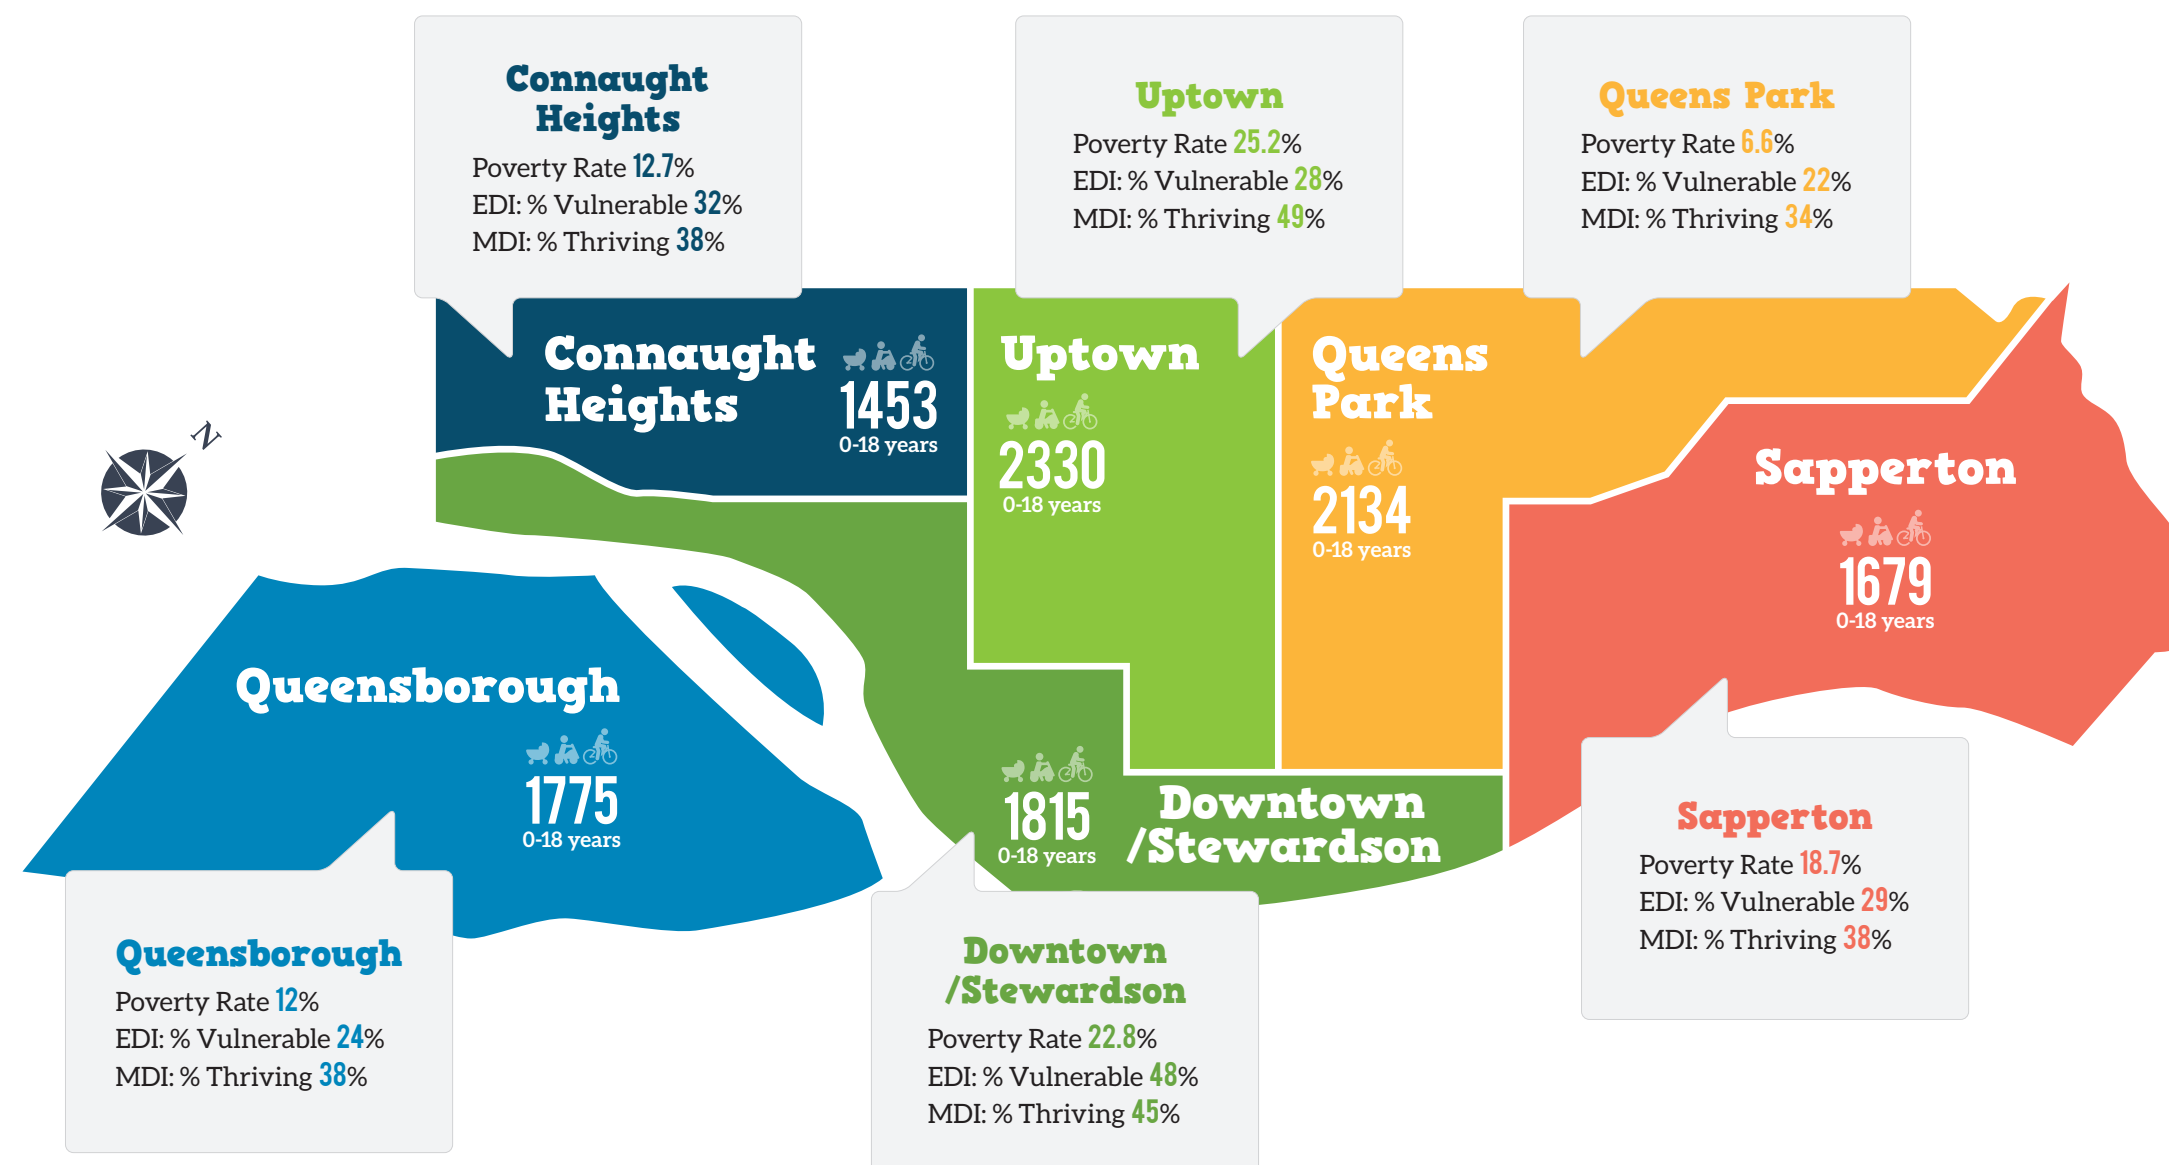 Connaught
Heights
Poverty Rate 12.7%
EDI: % Vulnerable 32%
MDI: % Thriving 38%
Uptown
Poverty Rate 25.2%
EDI: % Vulnerable 28%
MDI: % Thriving 49%
Queens Park
Poverty Rate 6.6%
EDI: % Vulnerable 22%
MDI: % Thriving 34%
Connaught
Heights
1453
0-18 years
Uptown
2330
0-18 years
Queens
Park
2134
0-18 years
Sapperton
1679
0-18 years
N
Queensborough
1775
0-18 years
1815
0-18 years
Downtown
/Stewardson
Sapperton
Poverty Rate 18.7%
EDI: % Vulnerable 29%
MDI: % Thriving 38%
Queensborough
Poverty Rate 12%
EDI: % Vulnerable 24%
MDI: % Thriving 38%
Downtown
/Stewardson
Poverty Rate 22.8%
EDI: % Vulnerable 48%
MDI: % Thriving 45%